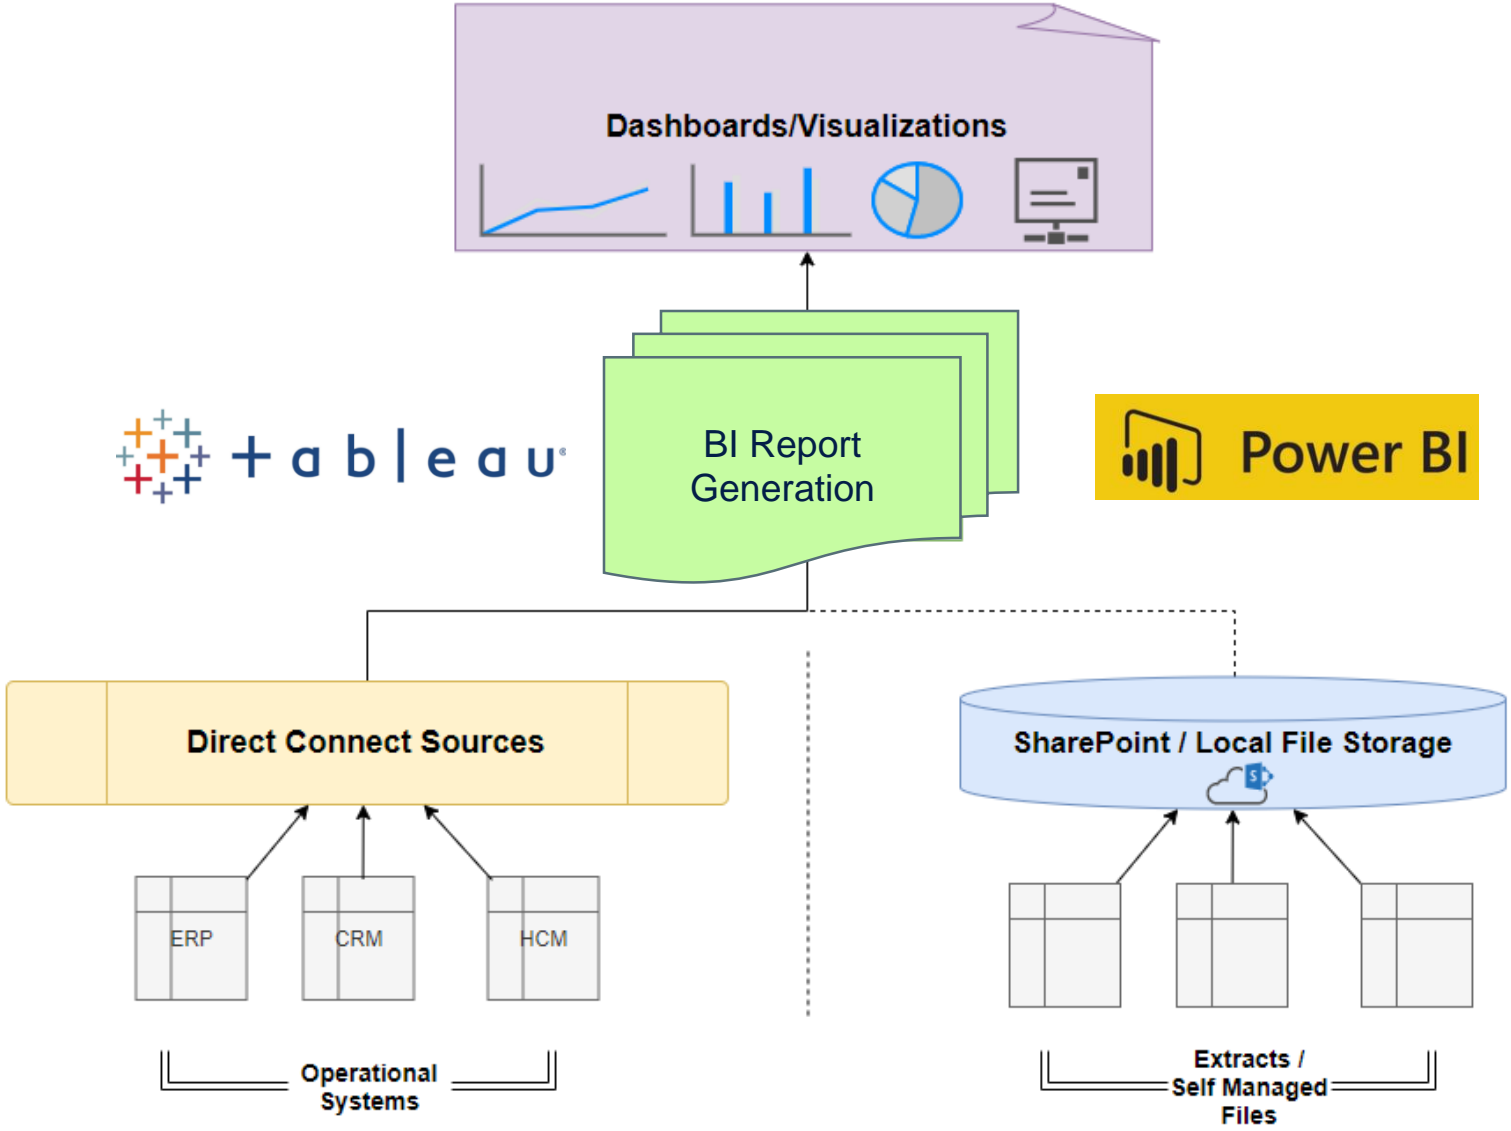 Dashboards/Visualizations
+ableau®
BI Report
Generation
Power BI
Direct Connect Sources
SharePoint / Local File Storage
S
ERP
CRM
HCM
Operational
Systems
Extracts /
Self Managed
Files